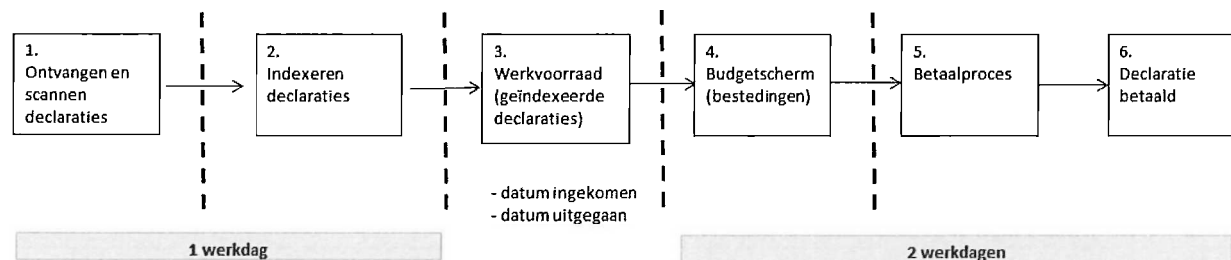 1.
Ontvangen en
scannen
declaraties
2.
Indexeren
declaraties
3.
Werkvoorraad
(geïndexeerde
declaraties)
4.
Budgetscherm
(bestedingen)
5.
Betaalproces
6.
Declaratie
betaald
- datum ingekomen
- datum uitgegaan
1 werkdag
2 werkdagen